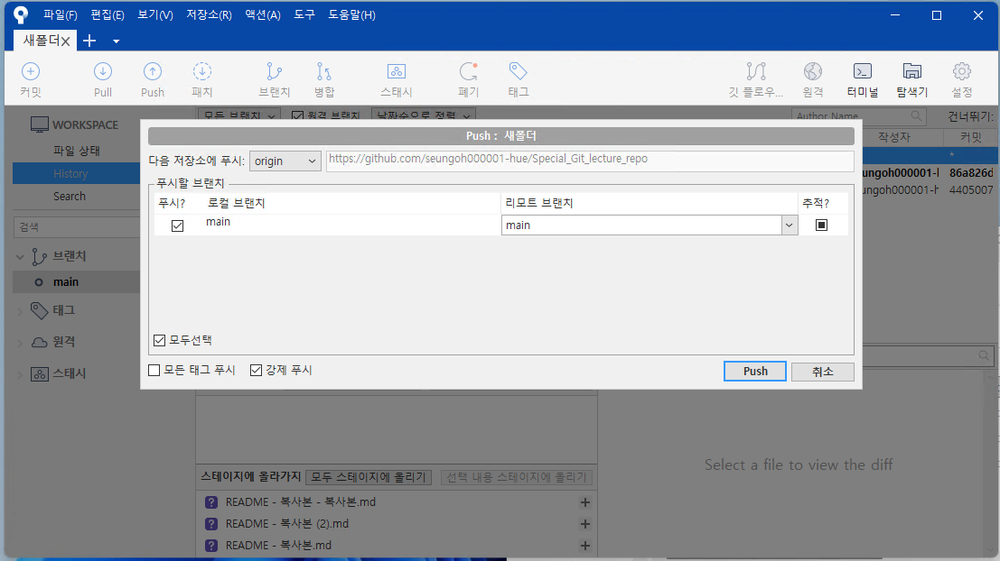 파일(F) 편집(E) 보기(V) 저장소(R) 액션(A) 도구 도움말(H)
새폴더
커밋 Pull Push 패치 브랜치 병합 스태시 폐기 태그 깃 플로우... 원격 터미널 탐색기 설정
WORKSPACE
모든 브랜치 원격 브랜치 날짜순으로 정렬 Author Name 건너뛰기:
작성자 커밋
파일 상태
History
*
Search
86a826d
4405007
검색
브랜치
main
태그
원격
스태시
Push : 새폴더
다음 저장소에 푸시: origin https://github.com/seungoh000001-hue/Special_Git_lecture_repo
푸시할 브랜치
푸시? 로컬 브랜치 리모트 브랜치 추적?
main main
모두선택
모든 태그 푸시 강제 푸시 Push 취소
스테이지에 올라가지 모두 스테이지에 올리기 선택 내용 스테이지에 올리기
README - 복사본 - 복사본.md
README - 복사본 (2).md
README - 복사본.md
Select a file to view the diff